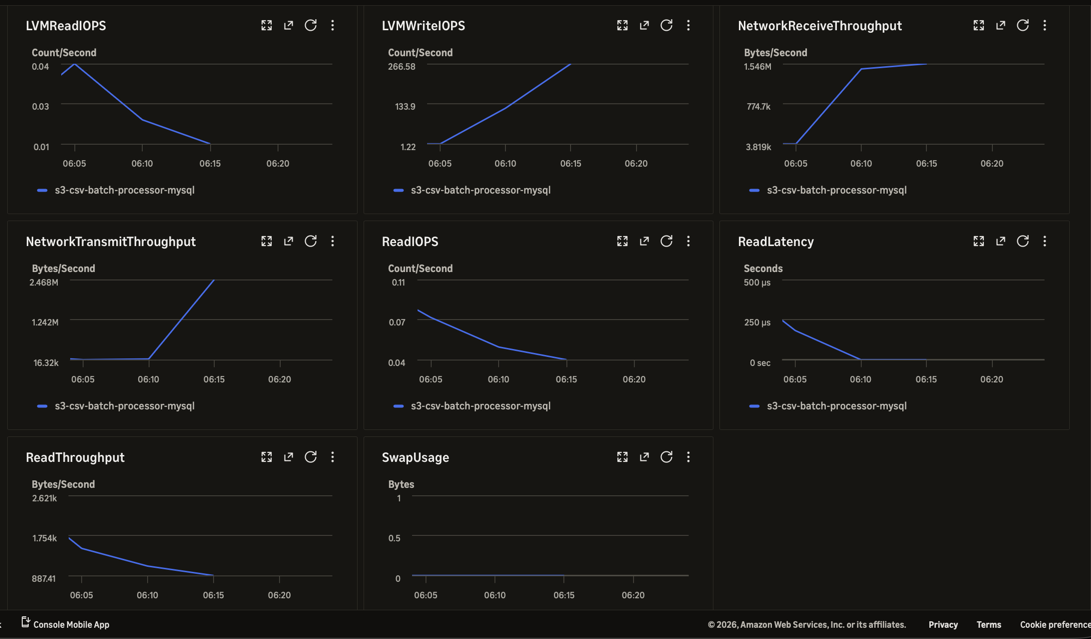 LVMReadIOPS
Count/Second
0.04
0.03
0.01
06:05 06:10 06:15 06:20
s3-csv-batch-processor-mysql
LVMWriteIOPS
Count/Second
266.58
133.9
1.22
06:05 06:10 06:15 06:20
s3-csv-batch-processor-mysql
NetworkReceiveThroughput
Bytes/Second
1.546M
774.7k
3.819k
06:05 06:10 06:15 06:20
s3-csv-batch-processor-mysql
NetworkTransmitThroughput
Bytes/Second
2.468M
1.242M
16.32k
06:05 06:10 06:15 06:20
s3-csv-batch-processor-mysql
ReadIOPS
Count/Second
0.11
0.07
0.04
06:05 06:10 06:15 06:20
s3-csv-batch-processor-mysql
ReadLatency
Seconds
500 µs
250 µs
0 sec
06:05 06:10 06:15 06:20
s3-csv-batch-processor-mysql
ReadThroughput
Bytes/Second
2.621k
1.754k
887.41
06:05 06:10 06:15 06:20
SwapUsage
Bytes
1
0.5
0
06:05 06:10 06:15 06:20
Console Mobile App
© 2026, Amazon Web Services, Inc. or its affiliates. Privacy Terms Cookie preference